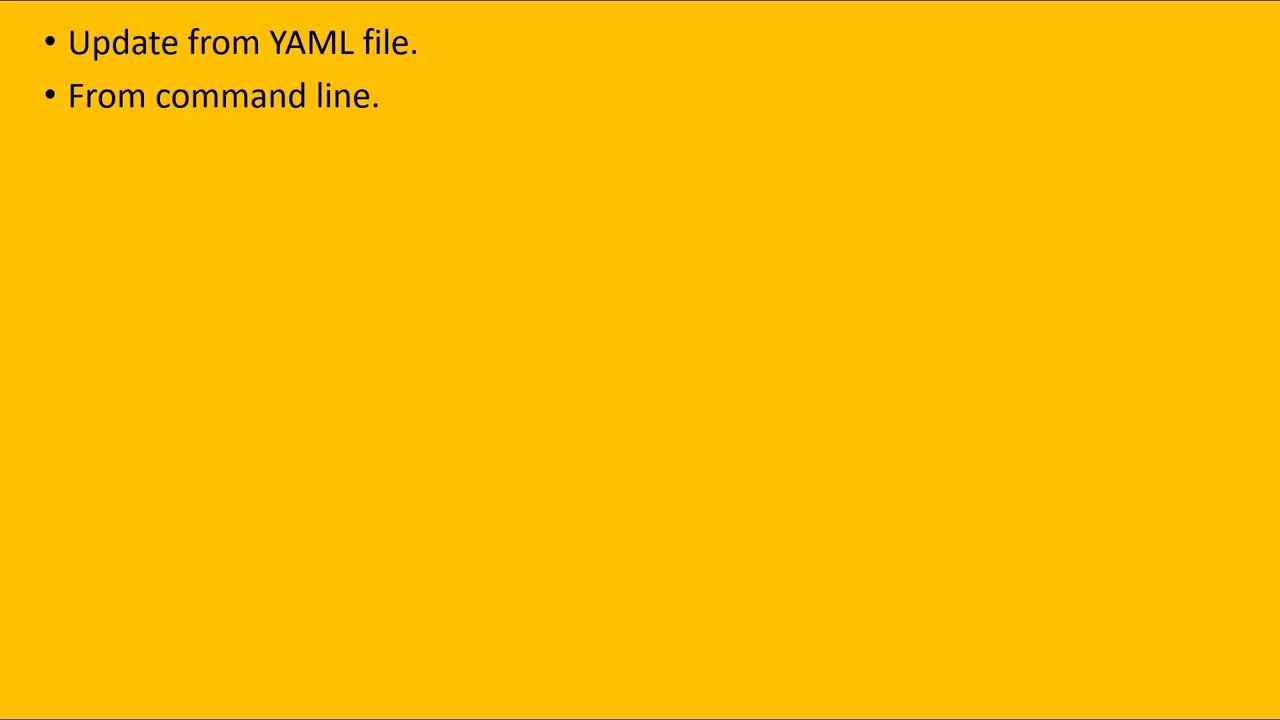 • Update from YAML file.
• From command line.